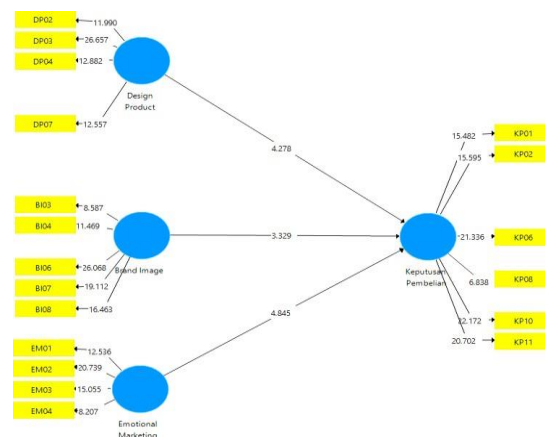 DP02
11.990
DP03
26.657
DP04
12.882
DP07
12.557
Design
Product
4.278
BI03
8.587
BI04
11.469
BI06
26.068
BI07
19.112
BI08
16.463
Brand Image
3.329
EM01
12.536
EM02
20.739
EM03
15.055
EM04
8.207
Emotional
Marketing
4.845
Keputusan
Pembelian
15.482
KP01
15.595
KP02
21.336
KP06
6.838
KP08
22.172
KP10
20.702
KP11